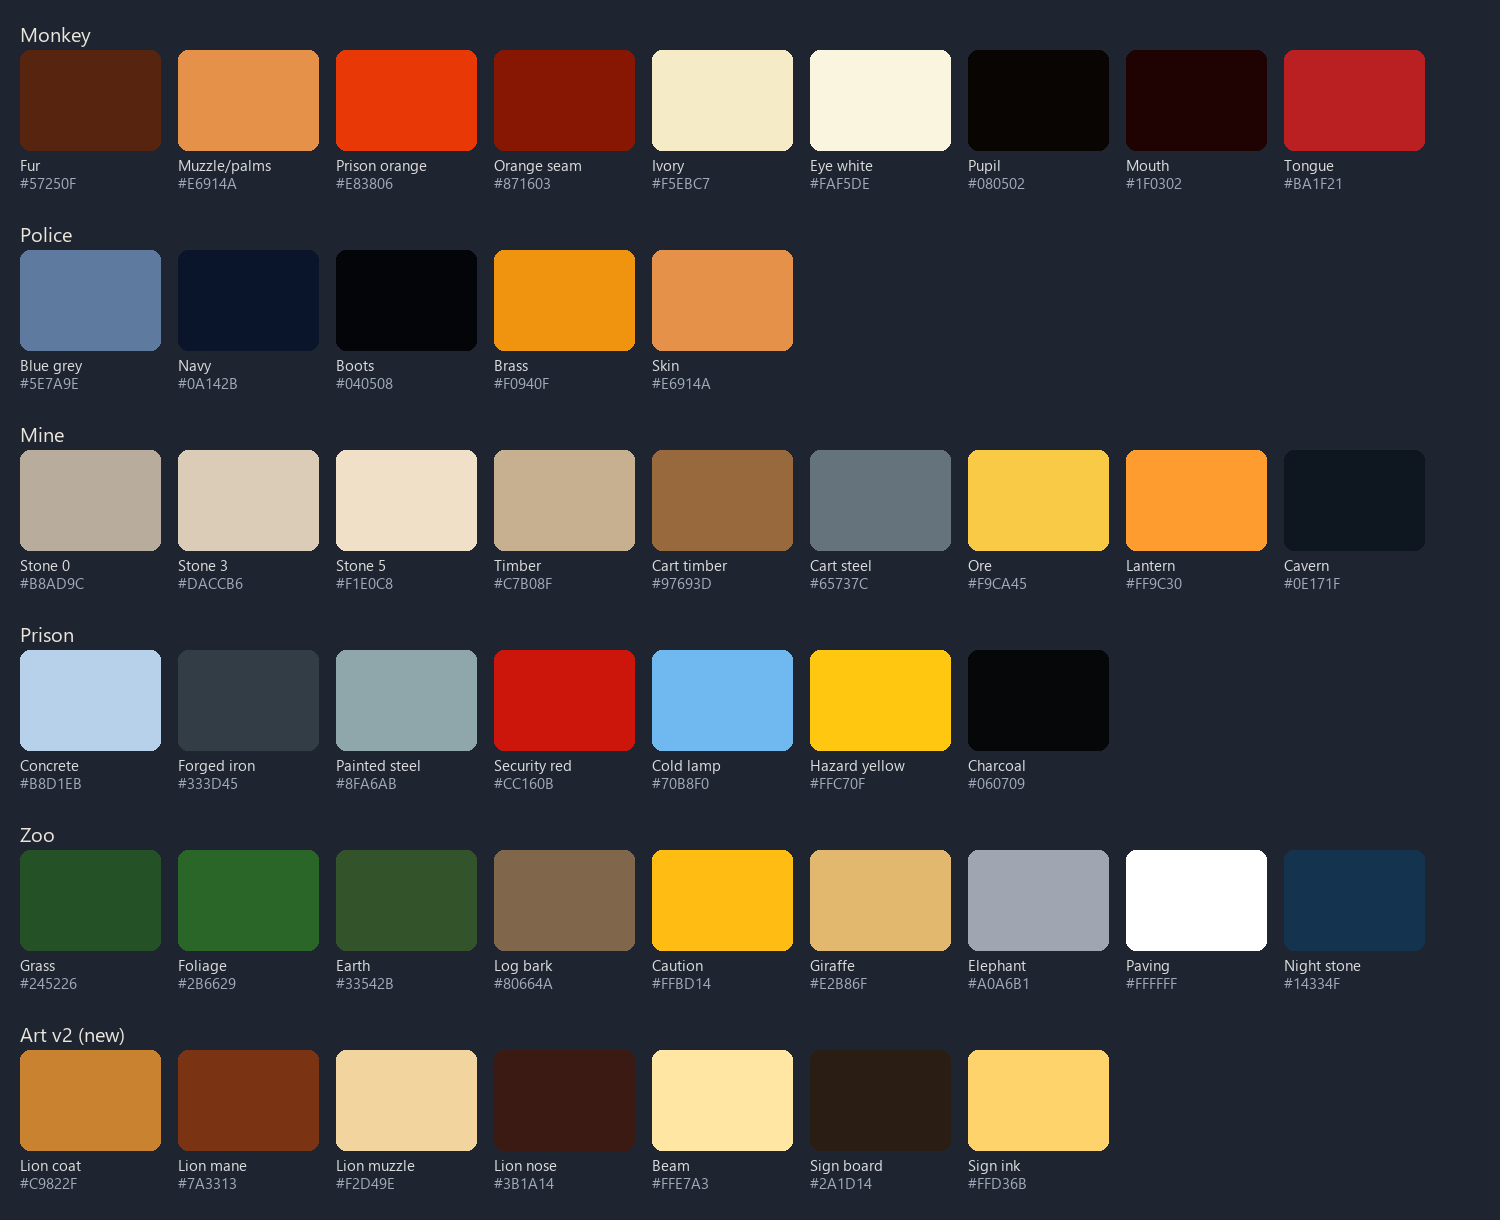 Monkey
Fur
#57250F
Muzzle/palms
#E6914A
Prison orange
#E83806
Orange seam
#871603
Ivory
#F5EBC7
Eye white
#FAF5DE
Pupil
#080502
Mouth
#1F0302
Tongue
#BA1F21
Police
Blue grey
#5E7A9E
Navy
#0A142B
Boots
#040508
Brass
#F0940F
Skin
#E6914A
Mine
Stone 0
#B8AD9C
Stone 3
#DACCB6
Stone 5
#F1E0C8
Timber
#C7B08F
Cart timber
#97693D
Cart steel
#65737C
Ore
#F9CA45
Lantern
#FF9C30
Cavern
#0E171F
Prison
Concrete
#B8D1EB
Forged iron
#333D45
Painted steel
#8FA6AB
Security red
#CC160B
Cold lamp
#70B8F0
Hazard yellow
#FFC70F
Charcoal
#060709
Zoo
Grass
#245226
Foliage
#2B6629
Earth
#33542B
Log bark
#80664A
Caution
#FFBD14
Giraffe
#E2B86F
Elephant
#A0A6B1
Paving
#FFFFFF
Night stone
#14334F
Art v2 (new)
Lion coat
#C9822F
Lion mane
#7A3313
Lion muzzle
#F2D49E
Lion nose
#3B1A14
Beam
#FFE7A3
Sign board
#2A1D14
Sign ink
#FFD36B